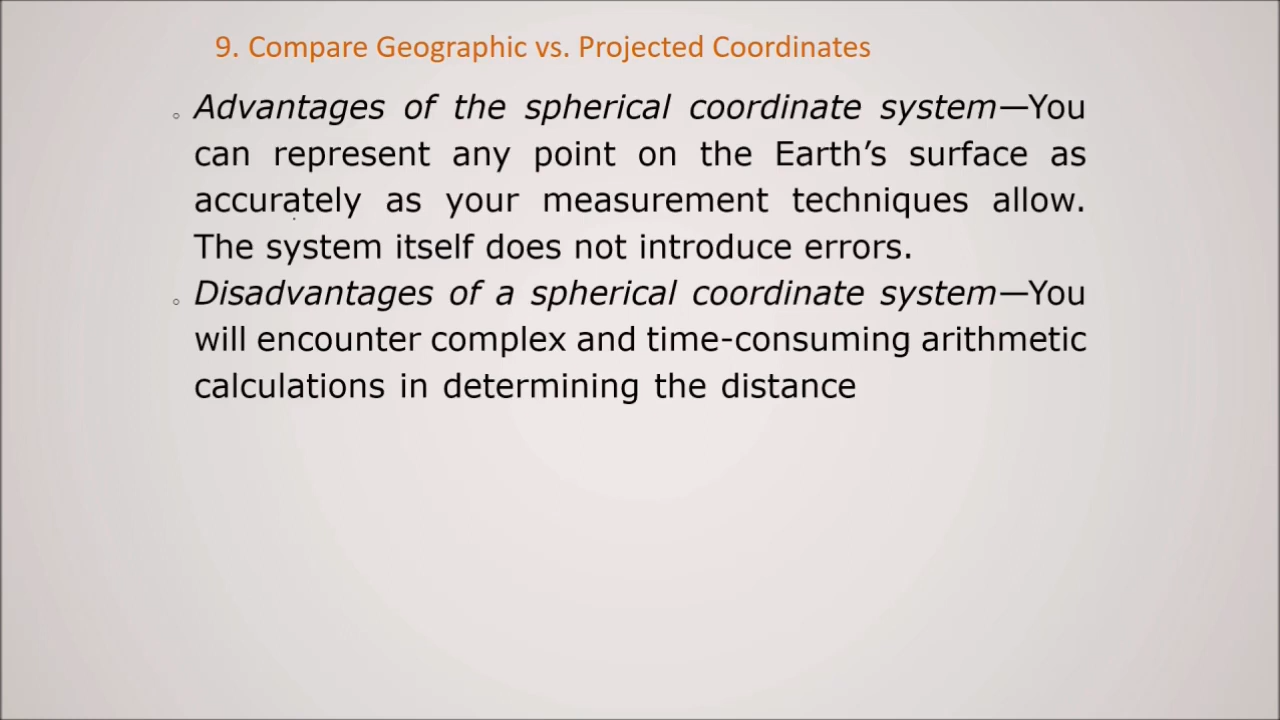 9. Compare Geographic vs. Projected Coordinates
Advantages of the spherical coordinate system—You
can represent any point on the Earth’s surface as
accurately as your measurement techniques allow.
The system itself does not introduce errors.
Disadvantages of a spherical coordinate system—You
will encounter complex and time-consuming arithmetic
calculations in determining the distance